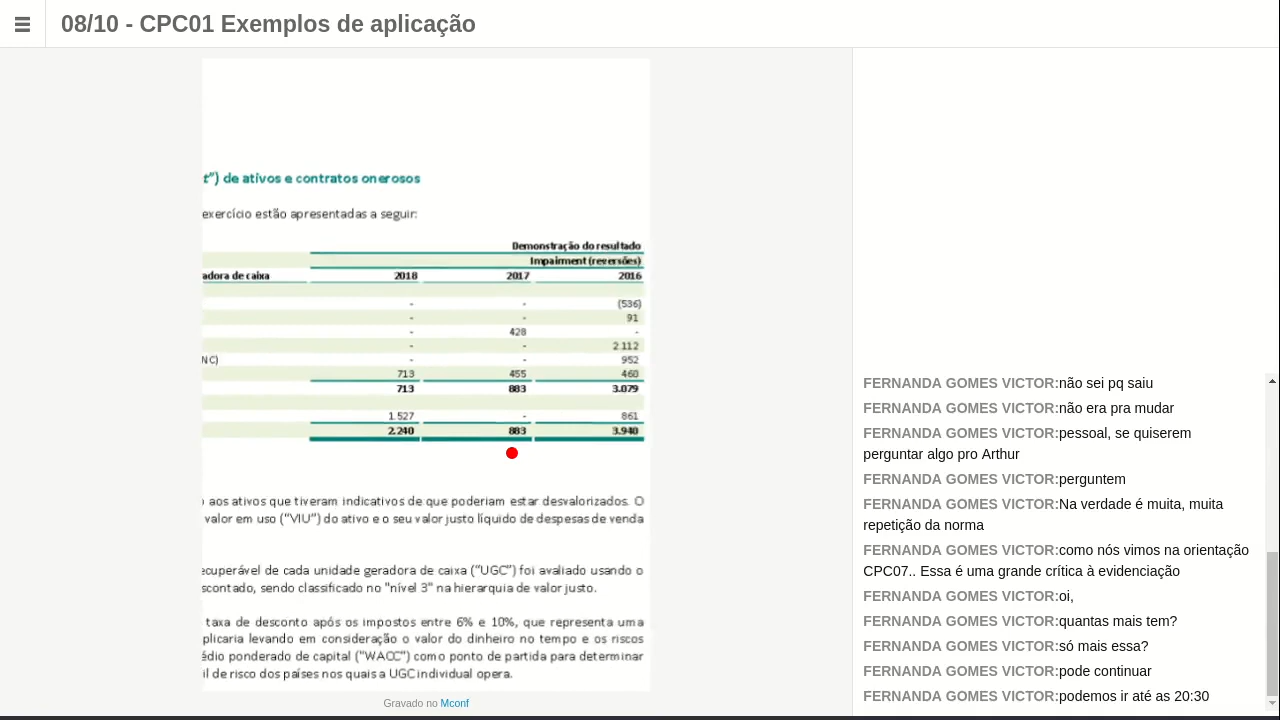 08/10 - CPC01 Exemplos de aplicação
t") de ativos e contratos onerosos
exercício estão apresentadas a seguir:
Demonstração do resultado
Impairment (reversões)
adora de caixa 2018 2017 2016
- - (536)
- - 91
- 428 -
- - 2.112
NC) - - 952
713 455 460
713 883 3.079
1.527 - 861
2.240 883 3.940
aos ativos que tiveram indicativos de que poderiam estar desvalorizados. O
valor em uso ("VIU") do ativo e o seu valor justo líquido de despesas de venda
ecuperável de cada unidade geradora de caixa ("UGC") foi avaliado usando o
scontado, sendo classificado no "nível 3" na hierarquia de valor justo.
taxa de desconto após os impostos entre 6% e 10%, que representa uma
plicaria levando em consideração o valor do dinheiro no tempo e os riscos
édio ponderado de capital ("WACC") como ponto de partida para determinar
il de risco dos países nos quais a UGC individual opera.
Gravado no Mconf
FERNANDA GOMES VICTOR:não sei pq saiu
FERNANDA GOMES VICTOR:não era pra mudar
FERNANDA GOMES VICTOR:pessoal, se quiserem
perguntar algo pro Arthur
FERNANDA GOMES VICTOR:perguntem
FERNANDA GOMES VICTOR:Na verdade é muita, muita
repetição da norma
FERNANDA GOMES VICTOR:como nós vimos na orientação
CPC07.. Essa é uma grande crítica à evidenciação
FERNANDA GOMES VICTOR:oi,
FERNANDA GOMES VICTOR:quantas mais tem?
FERNANDA GOMES VICTOR:só mais essa?
FERNANDA GOMES VICTOR:pode continuar
FERNANDA GOMES VICTOR:podemos ir até as 20:30